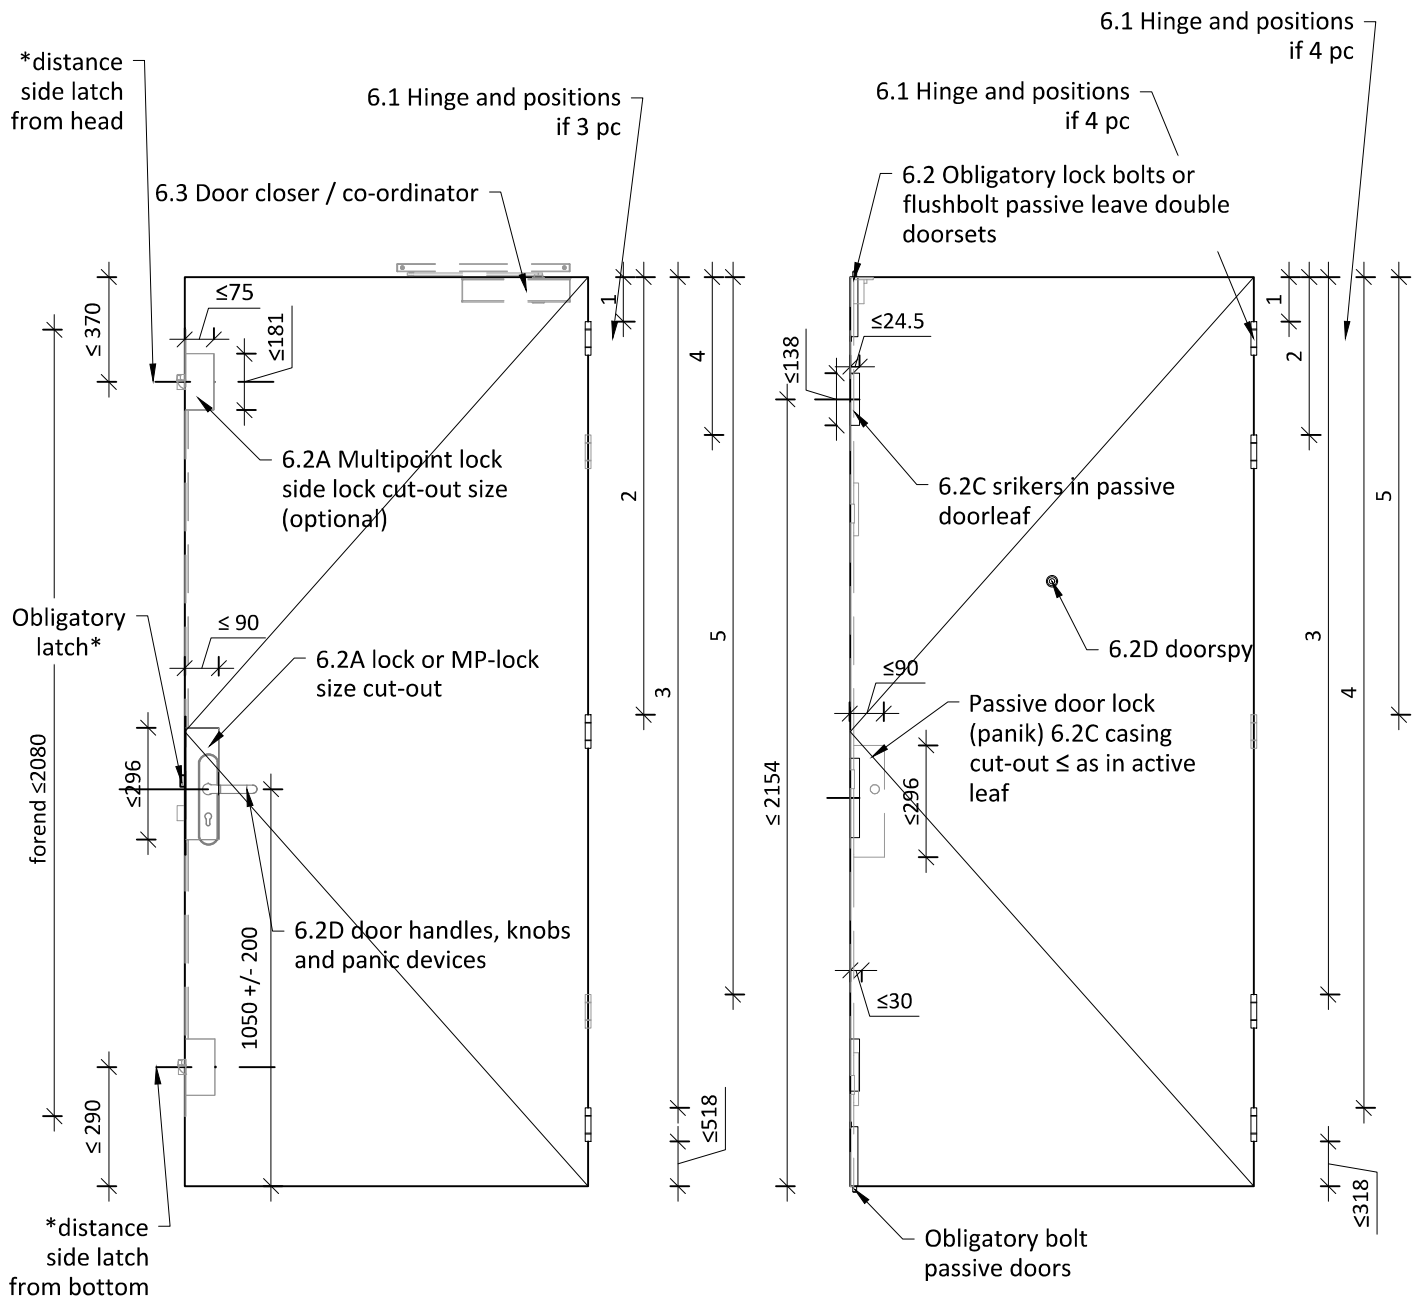 *distance
side latch
from head
6.1 Hinge and positions
if 3 pc
6.3 Door closer / co-ordinator
≤ 370
≤75
≤181
6.2A Multipoint lock
side lock cut-out size
(optional)
Obligatory
latch*
≤ 90
6.2A lock or MP-lock
size cut-out
forend ≤2080
≤296
6.2D door handles, knobs
and panic devices
1050 +/- 200
≤ 290
*distance
side latch
from bottom
1
4
2
5
3
≤518
6.1 Hinge and positions
if 4 pc
6.1 Hinge and positions
if 4 pc
6.2 Obligatory lock bolts or
flushbolt passive leave double
doorsets
≤24.5
≤138
6.2C srikers in passive
doorleaf
6.2D doorspy
≤90
Passive door lock
(panik) 6.2C casing
cut-out ≤ as in active
leaf
≤ 2154
≤296
≤30
Obligatory bolt
passive doors
1
2
5
3
4
≤318